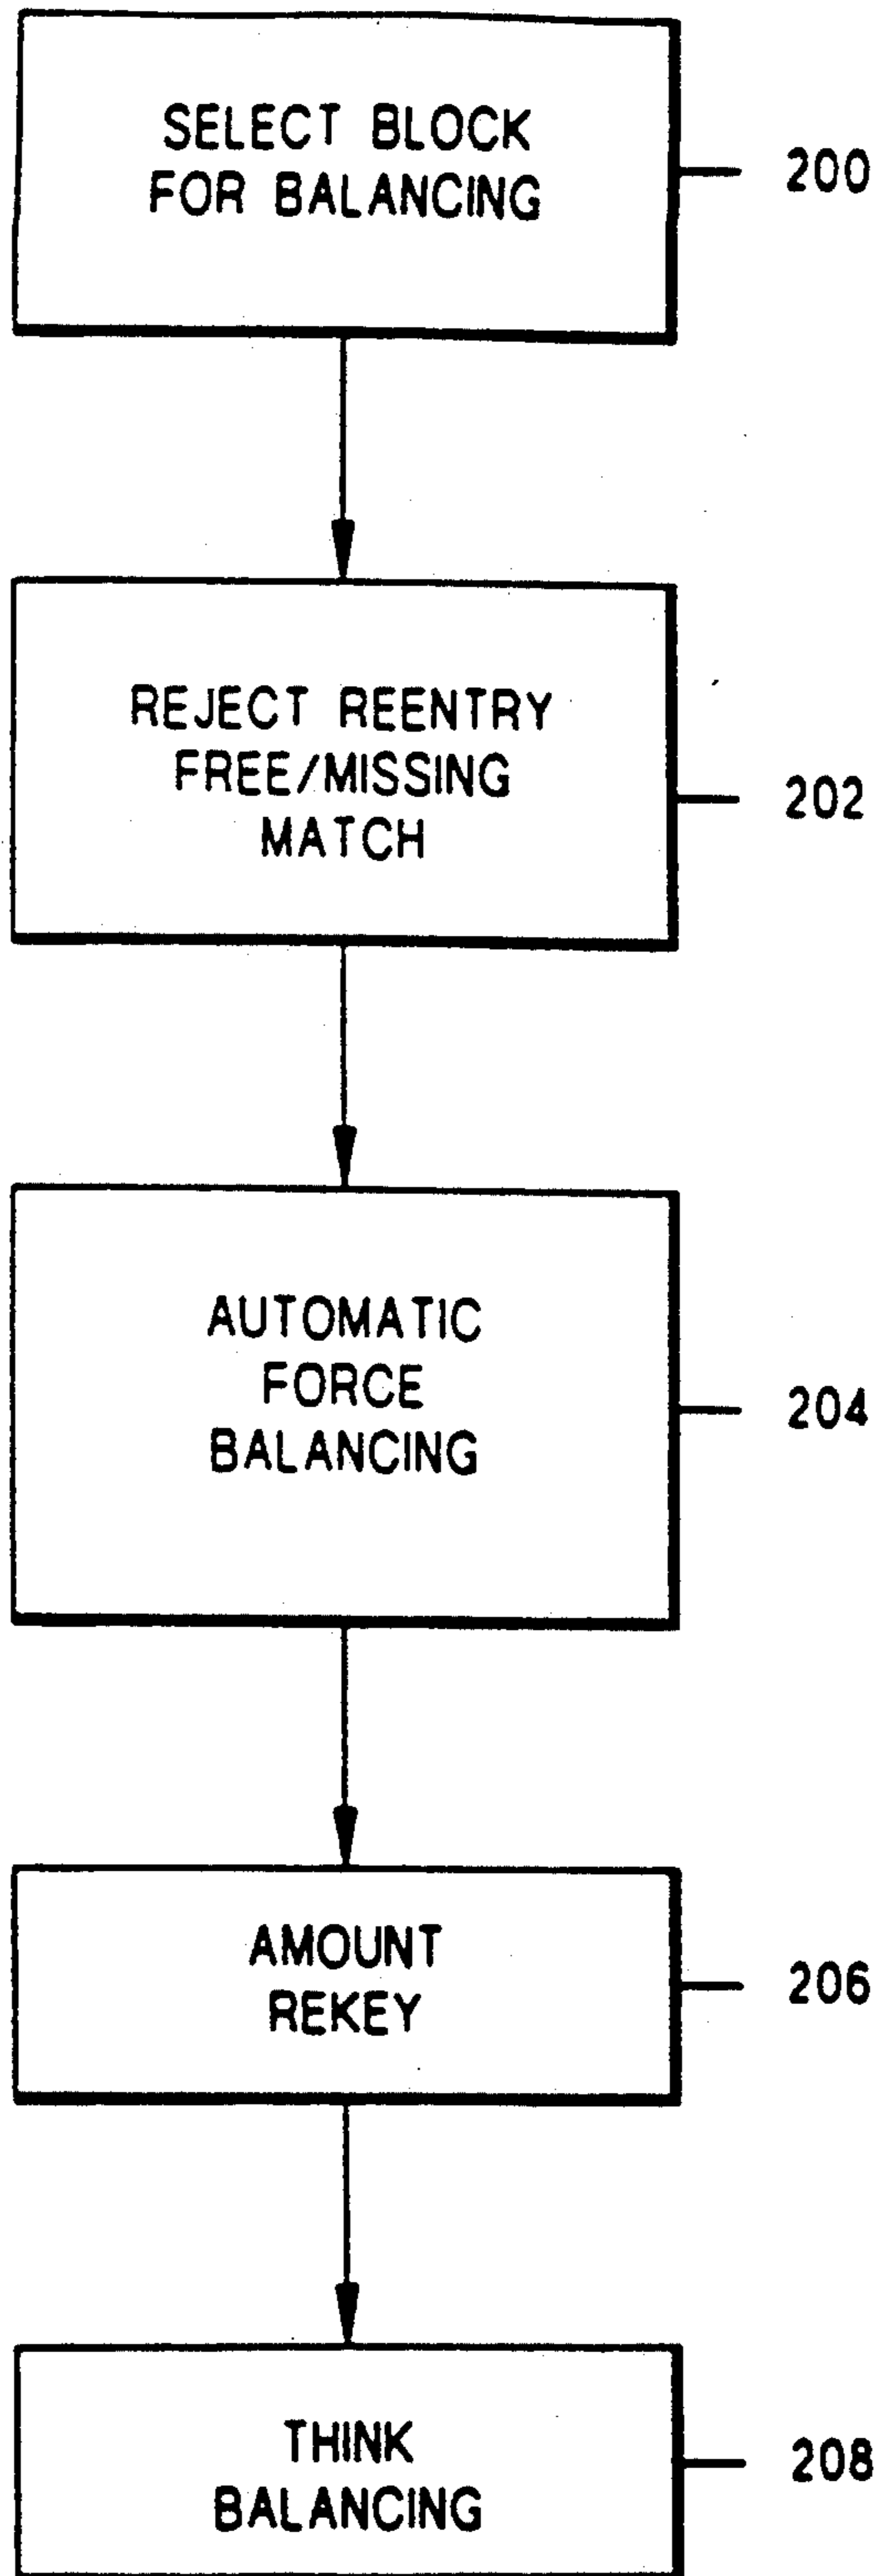 SELECT BLOCK
FOR BALANCING
200
REJECT REENTRY
FREE/MISSING
MATCH
202
AUTOMATIC
FORCE
BALANCING
204
AMOUNT
REKEY
206
THINK
BALANCING
208